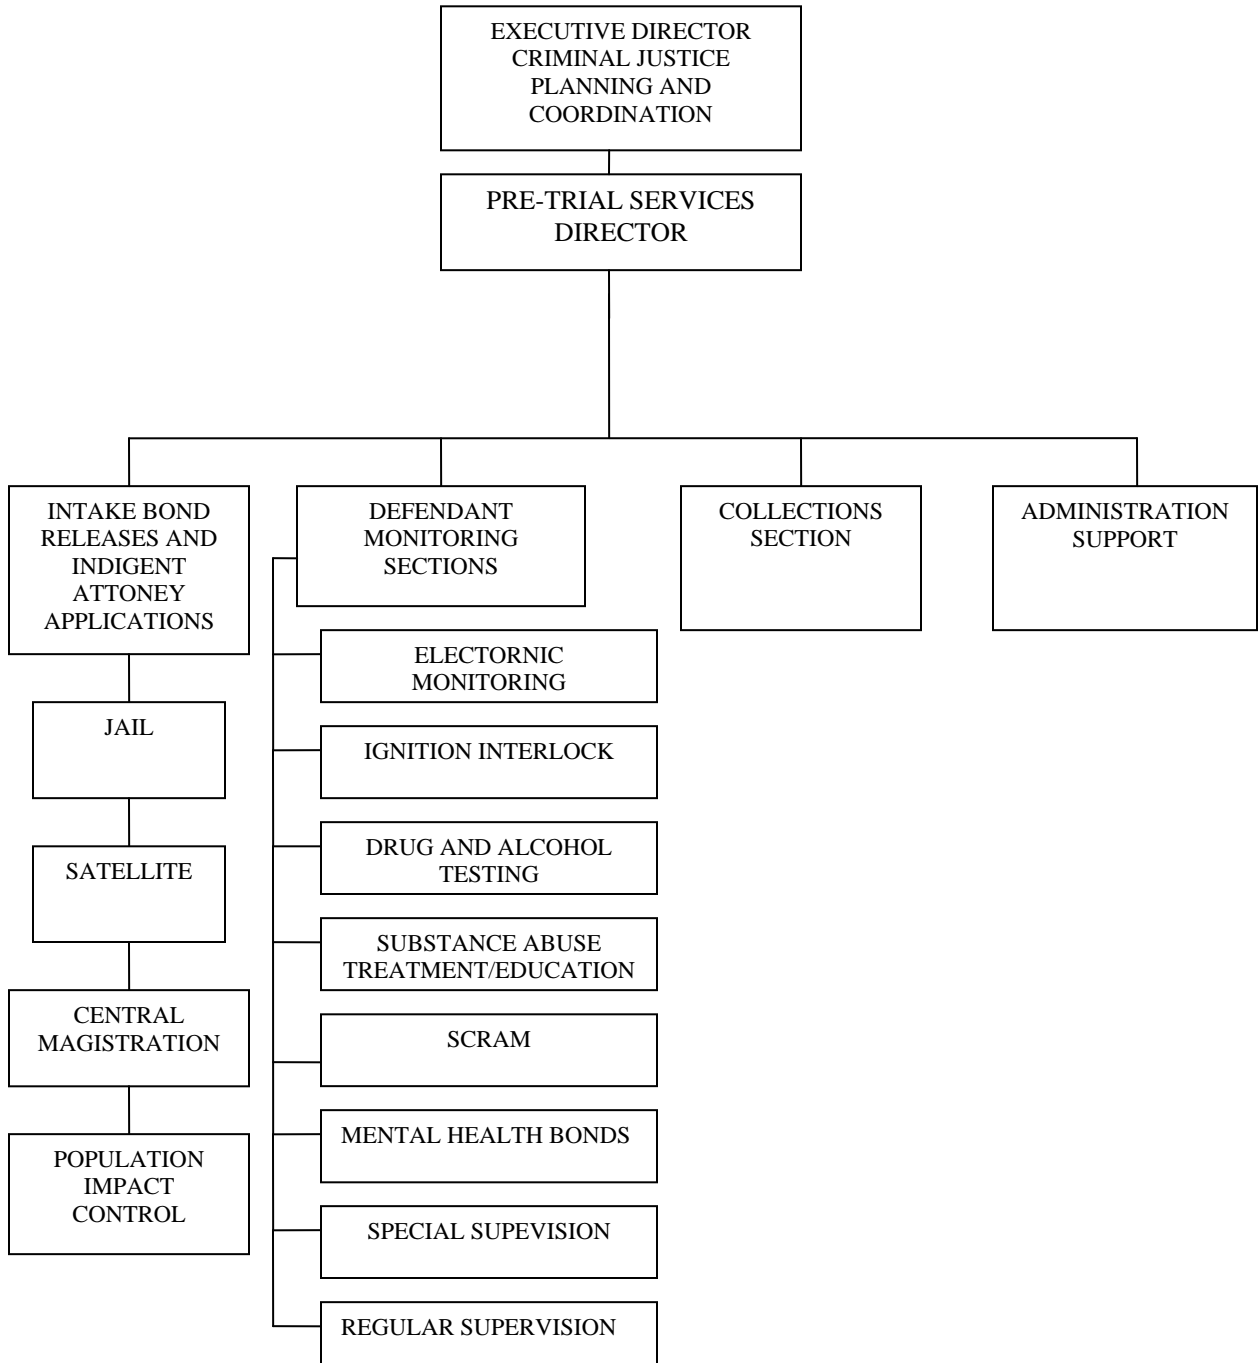 EXECUTIVE DIRECTOR
CRIMINAL JUSTICE
PLANNING AND
COORDINATION
PRE-TRIAL SERVICES
DIRECTOR
INTAKE BOND
RELEASES AND
INDIGENT
ATTONEY
APPLICATIONS
JAIL
SATELLITE
CENTRAL
MAGISTRATION
POPULATION
IMPACT
CONTROL
DEFENDANT
MONITORING
SECTIONS
ELECTORNIC
MONITORING
IGNITION INTERLOCK
DRUG AND ALCOHOL
TESTING
SUBSTANCE ABUSE
TREATMENT/EDUCATION
SCRAM
MENTAL HEALTH BONDS
SPECIAL SUPEVISION
REGULAR SUPERVISION
COLLECTIONS
SECTION
ADMINISTRATION
SUPPORT